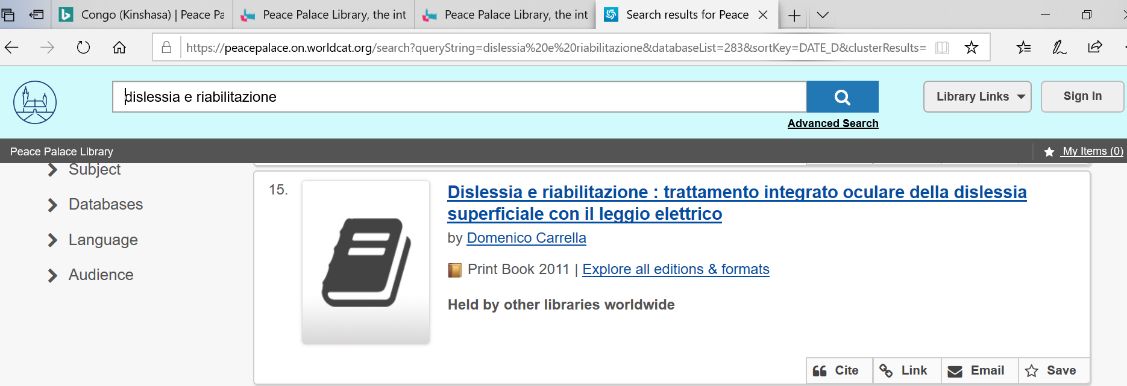 Congo (Kinshasa) | Peace Pa
Peace Palace Library, the int
Peace Palace Library, the int
Search results for Peace
https://peacepalace.on.worldcat.org/search?queryString=dislessia%20e%20riabilitazione&databaseList=283&sortKey=DATE_D&clusterResults=
dislessia e riabilitazione
Library Links
Sign In
Advanced Search
Peace Palace Library
My Items (0)
Subject
Databases
Language
Audience
15.
Dislessia e riabilitazione : trattamento integrato oculare della dislessia
superficiale con il leggio elettrico
by Domenico Carrella
Print Book 2011 | Explore all editions & formats
Held by other libraries worldwide
Cite
Link
Email
Save